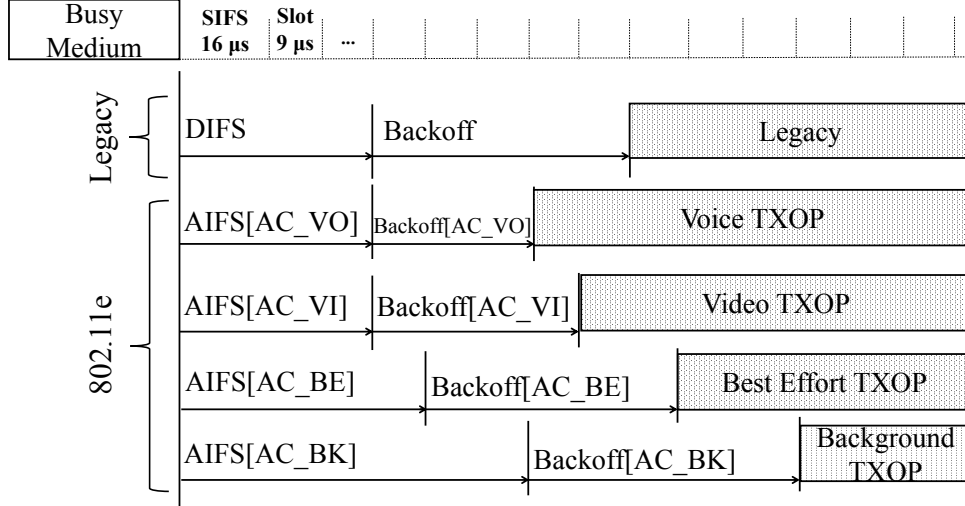 Busy
Medium
SIFS
16 μs
Slot
9 μs
...
Legacy
DIFS
Backoff
Legacy
802.11e
AIFS[AC_VO]
Backoff[AC_VO]
Voice TXOP
AIFS[AC_VI]
Backoff[AC_VI]
Video TXOP
AIFS[AC_BE]
Backoff[AC_BE]
Best Effort TXOP
AIFS[AC_BK]
Backoff[AC_BK]
Background
TXOP